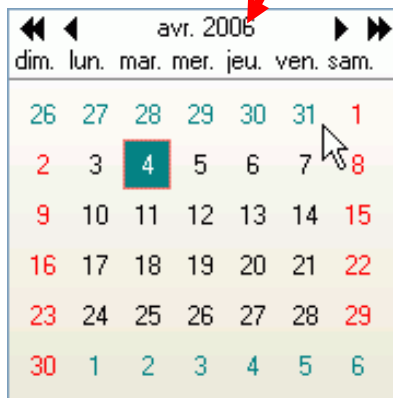 avr. 2006
dim. lun. mar. mer. jeu. ven. sam.
26 27 28 29 30 31 1
2 3 4 5 6 7 8
9 10 11 12 13 14 15
16 17 18 19 20 21 22
23 24 25 26 27 28 29
30 1 2 3 4 5 6